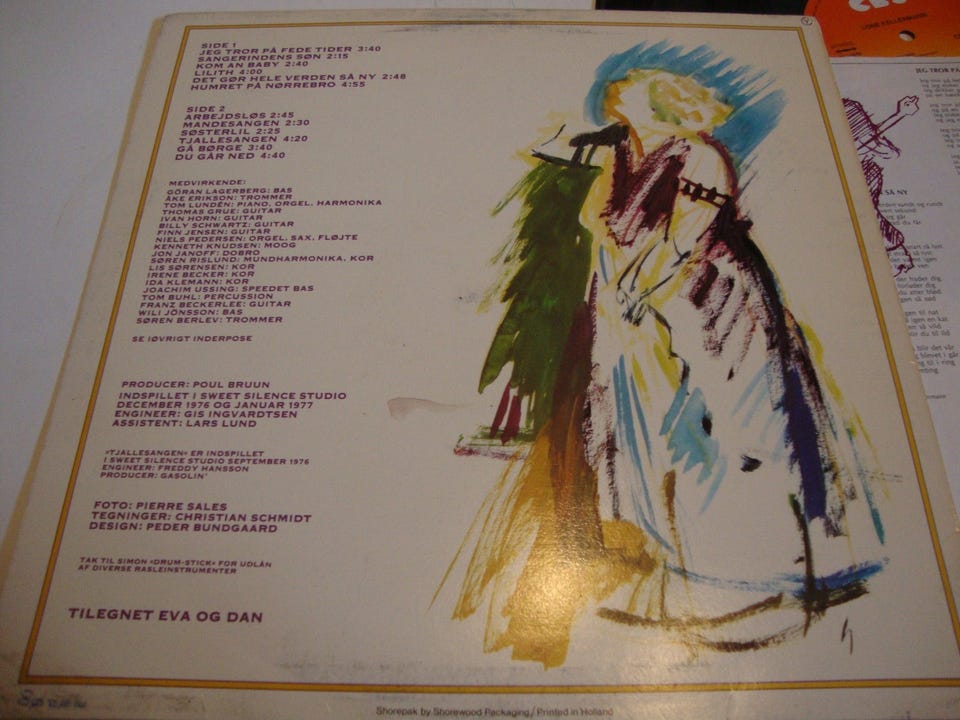 SIDE 1
JEG TROR PÅ FEDE TIDER 3:40
SANGERINDENS SØN 2:15
KOM AN BABY 2:40
LILITH 4:00
DET GØR HELE VERDEN SÅ NY 2:48
HUMRET PÅ NØRREBRO 4:55
SIDE 2
ARBEJDSLØS 2:45
MANDESANGEN 2:30
SØSTERLIL 2:25
TJALLESANGEN 4:20
GÅ BØRGE 3:40
DU GÅR NED 4:40
MEDVIRKENDE:
GÖRAN LAGERBERG: BAS
ÅKE ERIKSON: TROMMER
TOM LUNDÉN: PIANO, ORGEL, HARMONIKA
THOMAS GRUE: GUITAR
IVAN HORN: GUITAR
BILLY SCHWARTZ: GUITAR
FINN JENSEN: GUITAR
NIELS PEDERSEN: ORGEL, SAX, FLØJTE
KENNETH KNUDSEN: MOOG
JON JANOFF: DOBRO
SØREN RISLUND: MUNDHARMONIKA, KOR
LIS SØRENSEN: KOR
IRENE BECKER: KOR
IDA KLEMANN: KOR
JOACHIM USSING: SPEEDET BAS
TOM BUHL: PERCUSSION
FRANZ BECKERLEE: GUITAR
WILI JÖNSSON: BAS
SØREN BERLEV: TROMMER
SE IØVRIGT INDERPOSE
PRODUCER: POUL BRUUN
INDSPILLET I SWEET SILENCE STUDIO
DECEMBER 1976 OG JANUAR 1977
ENGINEER: GIS INGVARDTSEN
ASSISTENT: LARS LUND
»TJALLESANGEN« ER INDSPILLET
I SWEET SILENCE STUDIO SEPTEMBER 1976
ENGINEER: FREDDY HANSSON
PRODUCER: GASOLIN'
FOTO: PIERRE SALES
TEGNINGER: CHRISTIAN SCHMIDT
DESIGN: PEDER BUNDGAARD
TAK TIL SIMON »DRUM-STICK« FOR UDLÅN
AF DIVERSE RASLEINSTRUMENTER
TILEGNET EVA OG DAN
Shorepak by Shorewood Packaging / Printed in Holland
LONE KELLERMANN
JEG TROR PÅ
SÅ NY